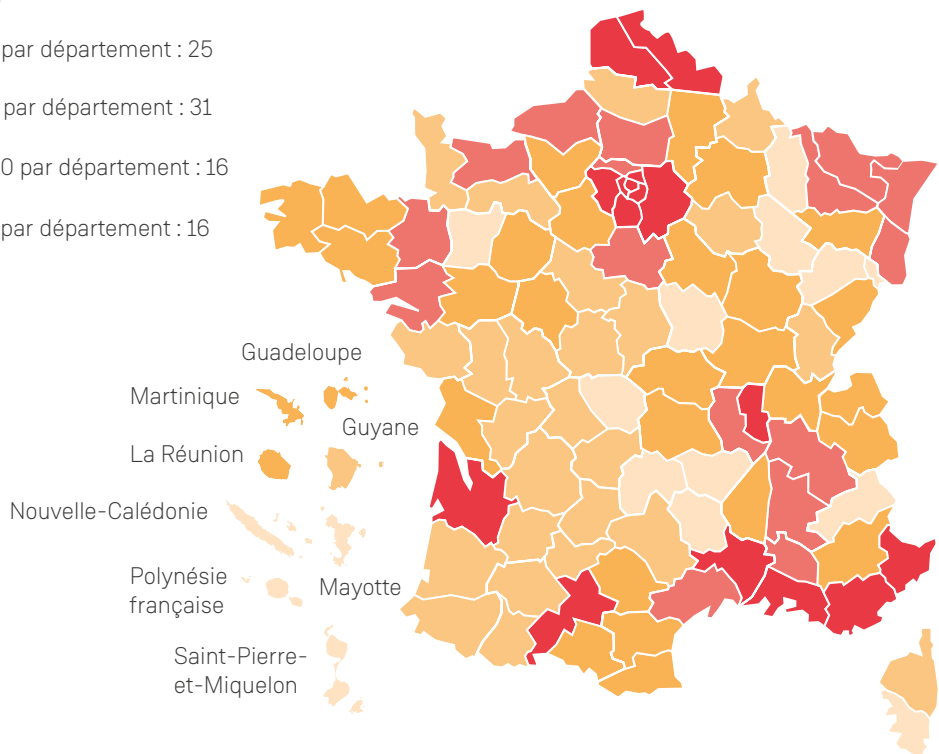 par département : 25
par département : 31
0 par département : 16
par département : 16
Guadeloupe
Martinique
Guyane
La Réunion
Nouvelle-Calédonie
Polynésie
française
Mayotte
Saint-Pierre-
et-Miquelon